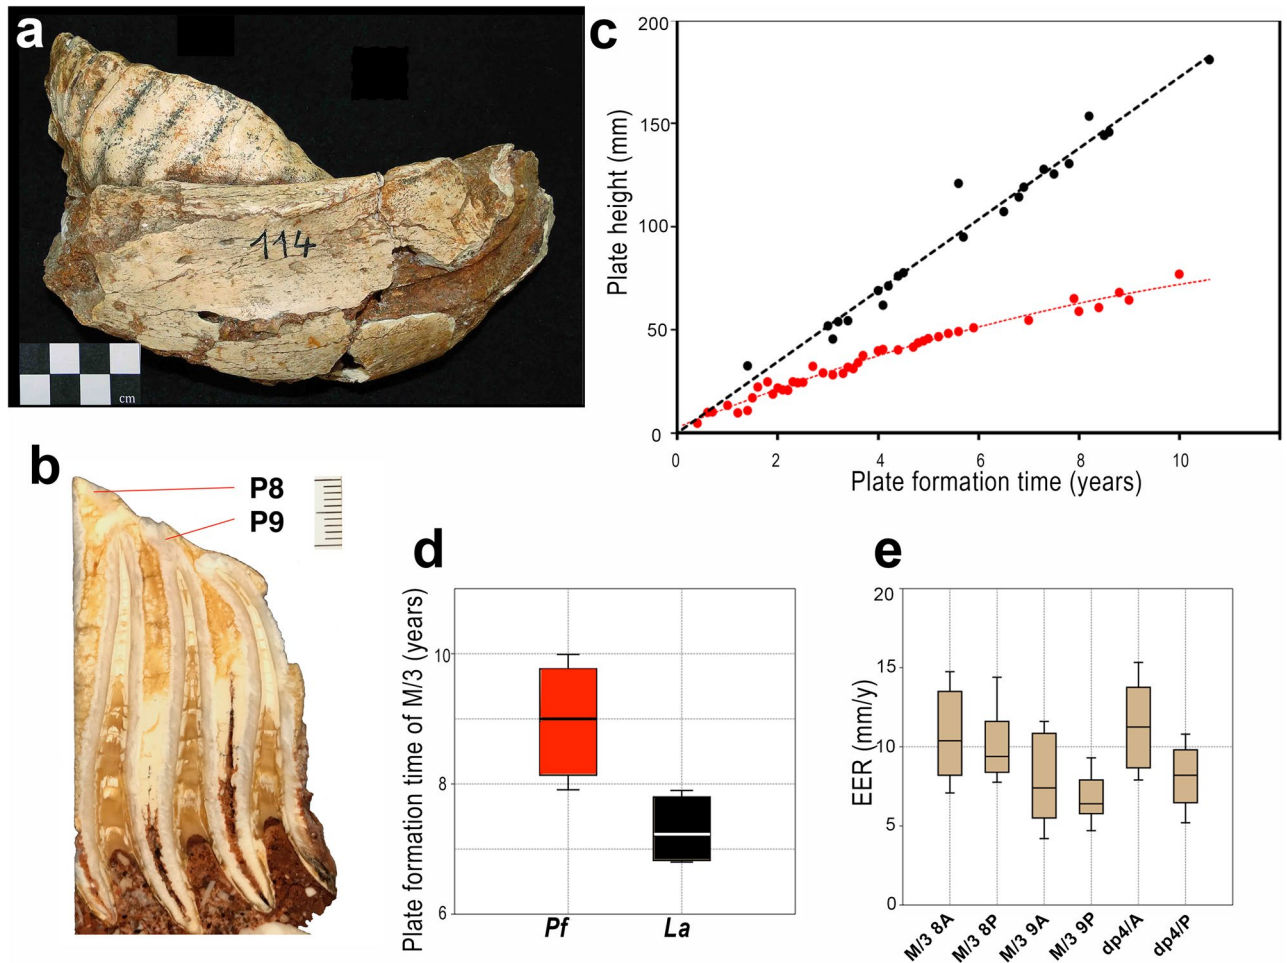 a
114
cm
b
P8
P9
c
Plate height (mm)
200
150
100
50
0
0 2 4 6 8 10
Plate formation time (years)
d
Plate formation time of M/3 (years)
10
8
6
Pf La
e
EER (mm/y)
20
15
10
5
0
M/3 8A M/3 8P M/3 9A M/3 9P dp4/A dp4/P